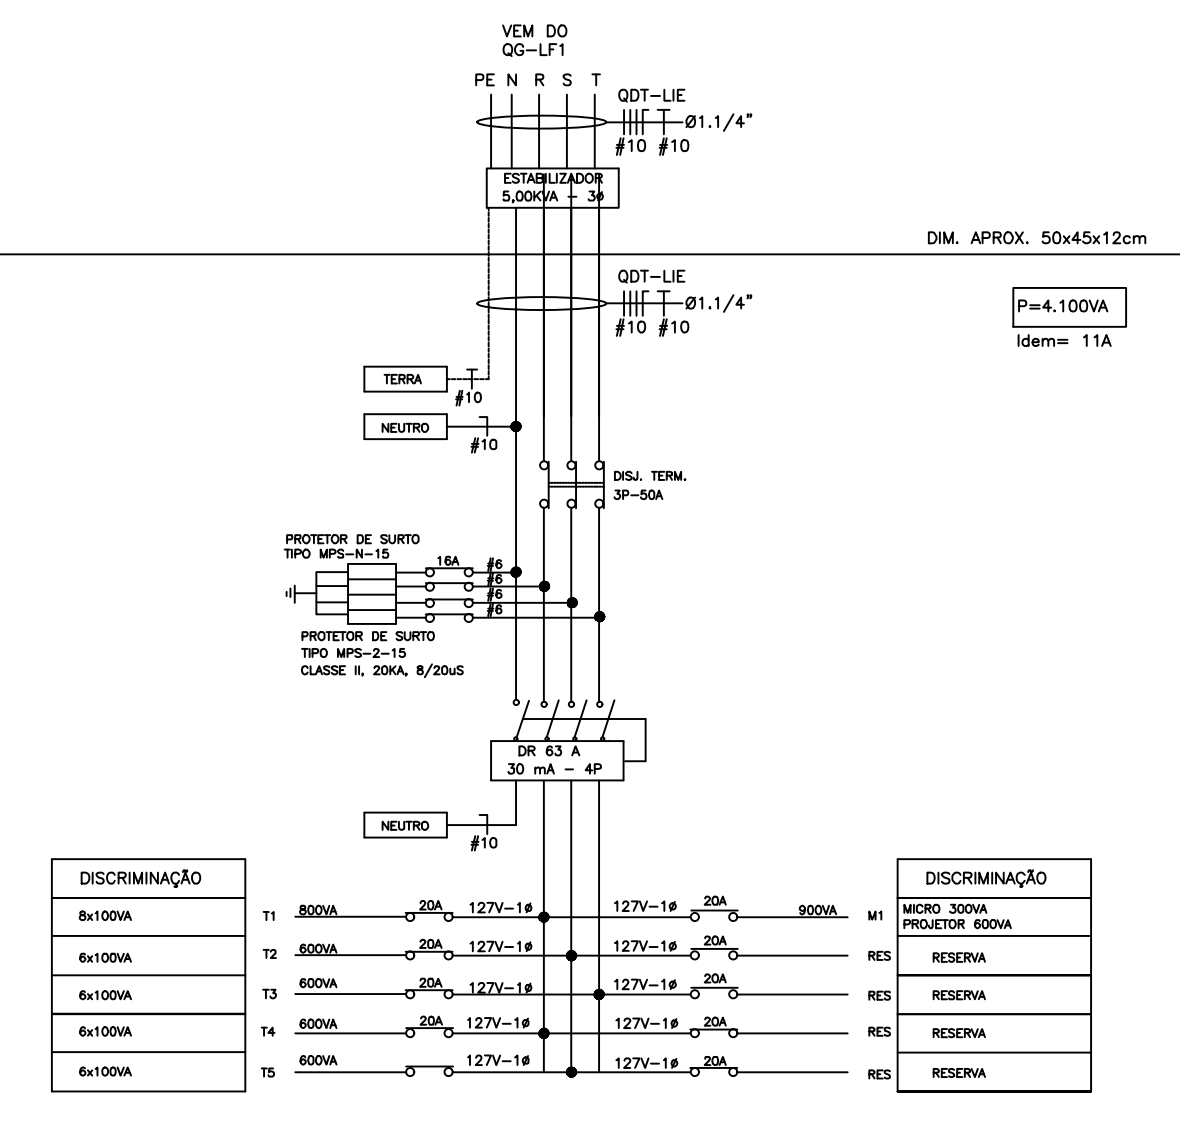 VEM DO
QG-LF1
PE N R S T
QDT-LIE
Ø1.1/4"
#10 #10
ESTABILIZADOR
5,00KVA - 3ø
DIM. APROX. 50x45x12cm
QDT-LIE
Ø1.1/4"
#10 #10
P=4.100VA
Idem= 11A
TERRA
#10
NEUTRO
#10
DISJ. TERM.
3P-50A
PROTETOR DE SURTO
TIPO MPS-N-15
16A
#6
#6
#6
#6
PROTETOR DE SURTO
TIPO MPS-2-15
CLASSE II, 20KA, 8/20uS
DR 63 A
30 mA - 4P
NEUTRO
#10
DISCRIMINAÇÃO
DISCRIMINAÇÃO
8x100VA T1 800VA 20A 127V-1ø 127V-1ø 20A 900VA M1 MICRO 300VA
PROJETOR 600VA
6x100VA T2 600VA 20A 127V-1ø 127V-1ø 20A RES RESERVA
6x100VA T3 600VA 20A 127V-1ø 127V-1ø 20A RES RESERVA
6x100VA T4 600VA 20A 127V-1ø 127V-1ø 20A RES RESERVA
6x100VA T5 600VA 127V-1ø 127V-1ø 20A RES RESERVA